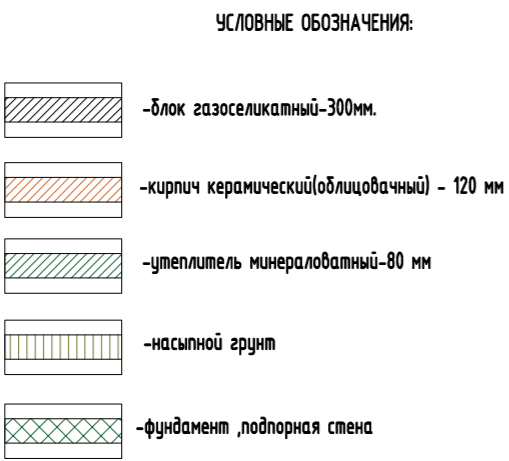 УСЛОВНЫЕ ОБОЗНАЧЕНИЯ:
-блок газоселикатный-300мм.
-кирпич керамический(облицовачный) - 120 мм
-утеплитель минераловатный-80 мм
-насыпной грунт
-фундамент ,подпорная стена